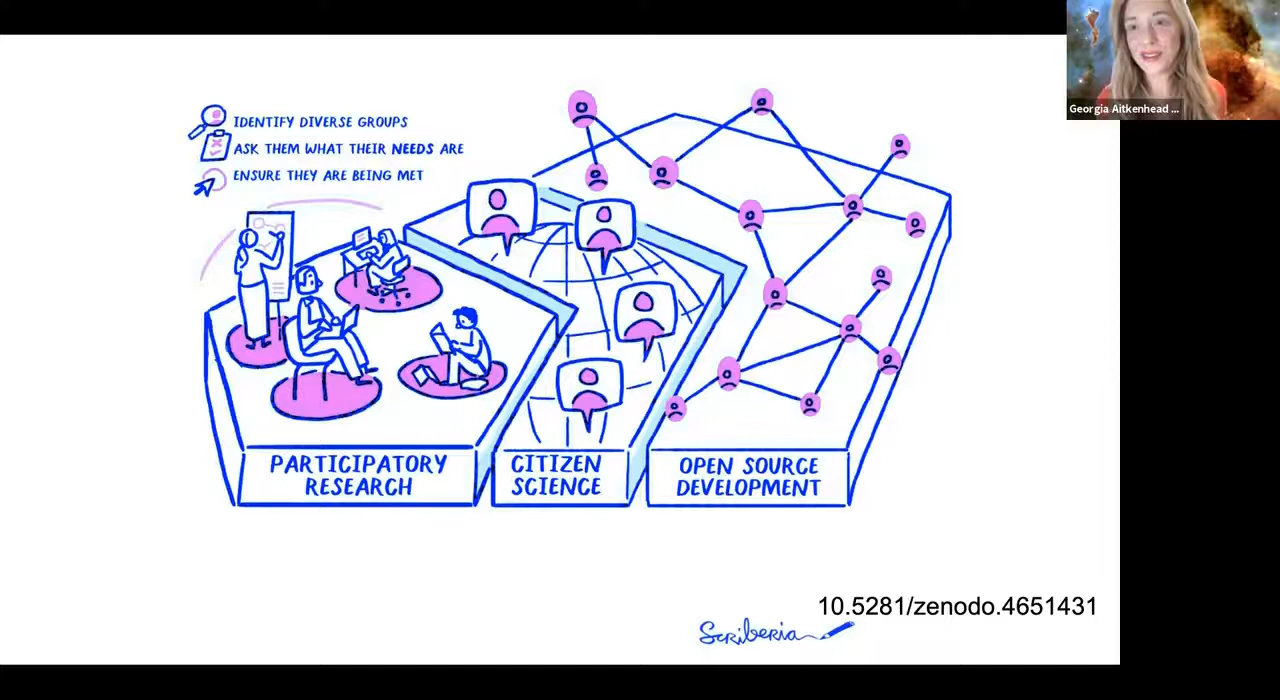 Georgia Aitkenhead ...
IDENTIFY DIVERSE GROUPS
ASK THEM WHAT THEIR NEEDS ARE
ENSURE THEY ARE BEING MET
PARTICIPATORY
RESEARCH
CITIZEN
SCIENCE
OPEN SOURCE
DEVELOPMENT
10.5281/zenodo.4651431
Scriberia